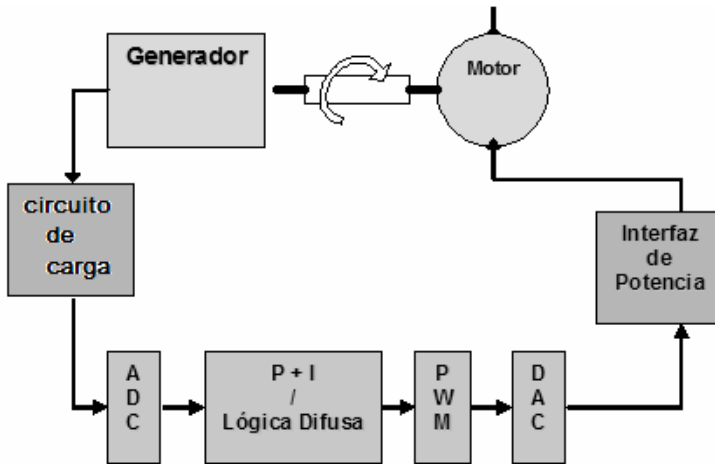 Generador
Motor
circuito
de
carga
Interfaz
de
Potencia
A
D
C
P + I
/
Lógica Difusa
P
W
M
D
A
C